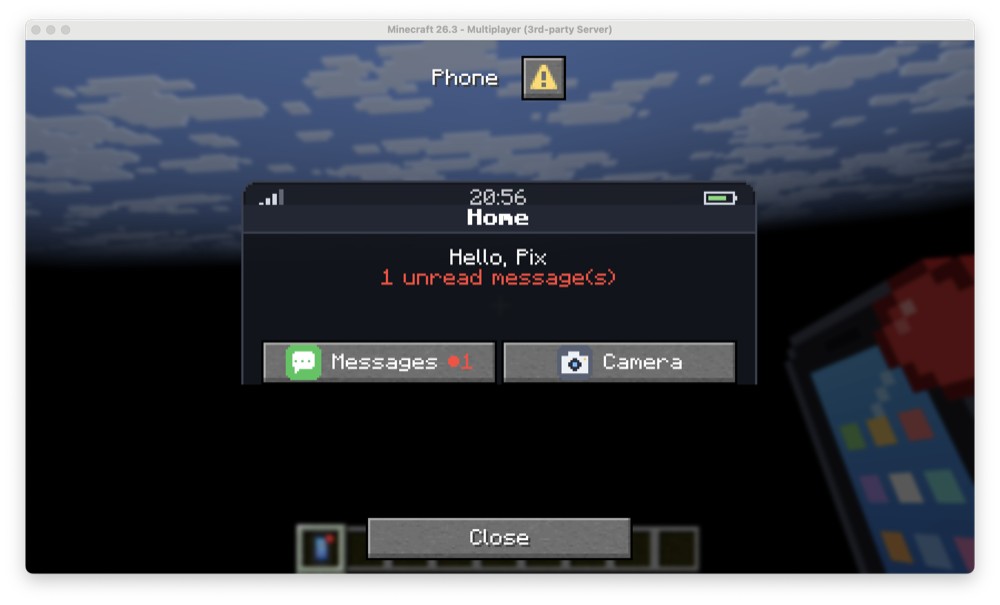 Minecraft 26.3 - Multiplayer (3rd-party Server)
Phone
20:56
Home
Hello, Pix
1 unread message(s)
Messages ●1
Camera
Close